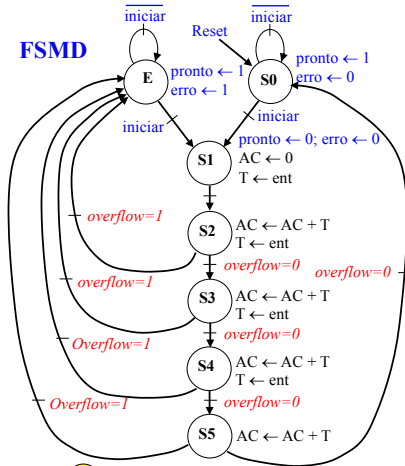 iniciar
iniciar
FSMD
Reset
E
pronto ← 1
erro ← 1
S0
pronto ← 1
erro ← 0
iniciar
iniciar
pronto ← 0; erro ← 0
S1
AC ← 0
T ← ent
overflow=1
S2
AC ← AC + T
T ← ent
overflow=1
overflow=0
overflow=0
S3
AC ← AC + T
T ← ent
Overflow=1
overflow=0
S4
AC ← AC + T
T ← ent
Overflow=1
overflow=0
S5
AC ← AC + T